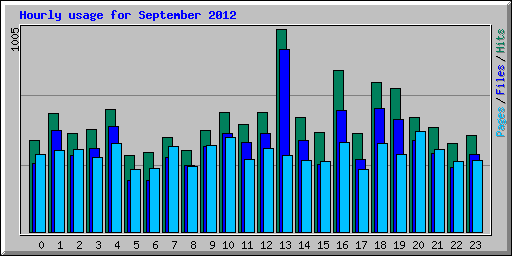 Hourly usage for September 2012
1005
Pages / Files / Hits
0 1 2 3 4 5 6 7 8 9 10 11 12 13 14 15 16 17 18 19 20 21 22 23